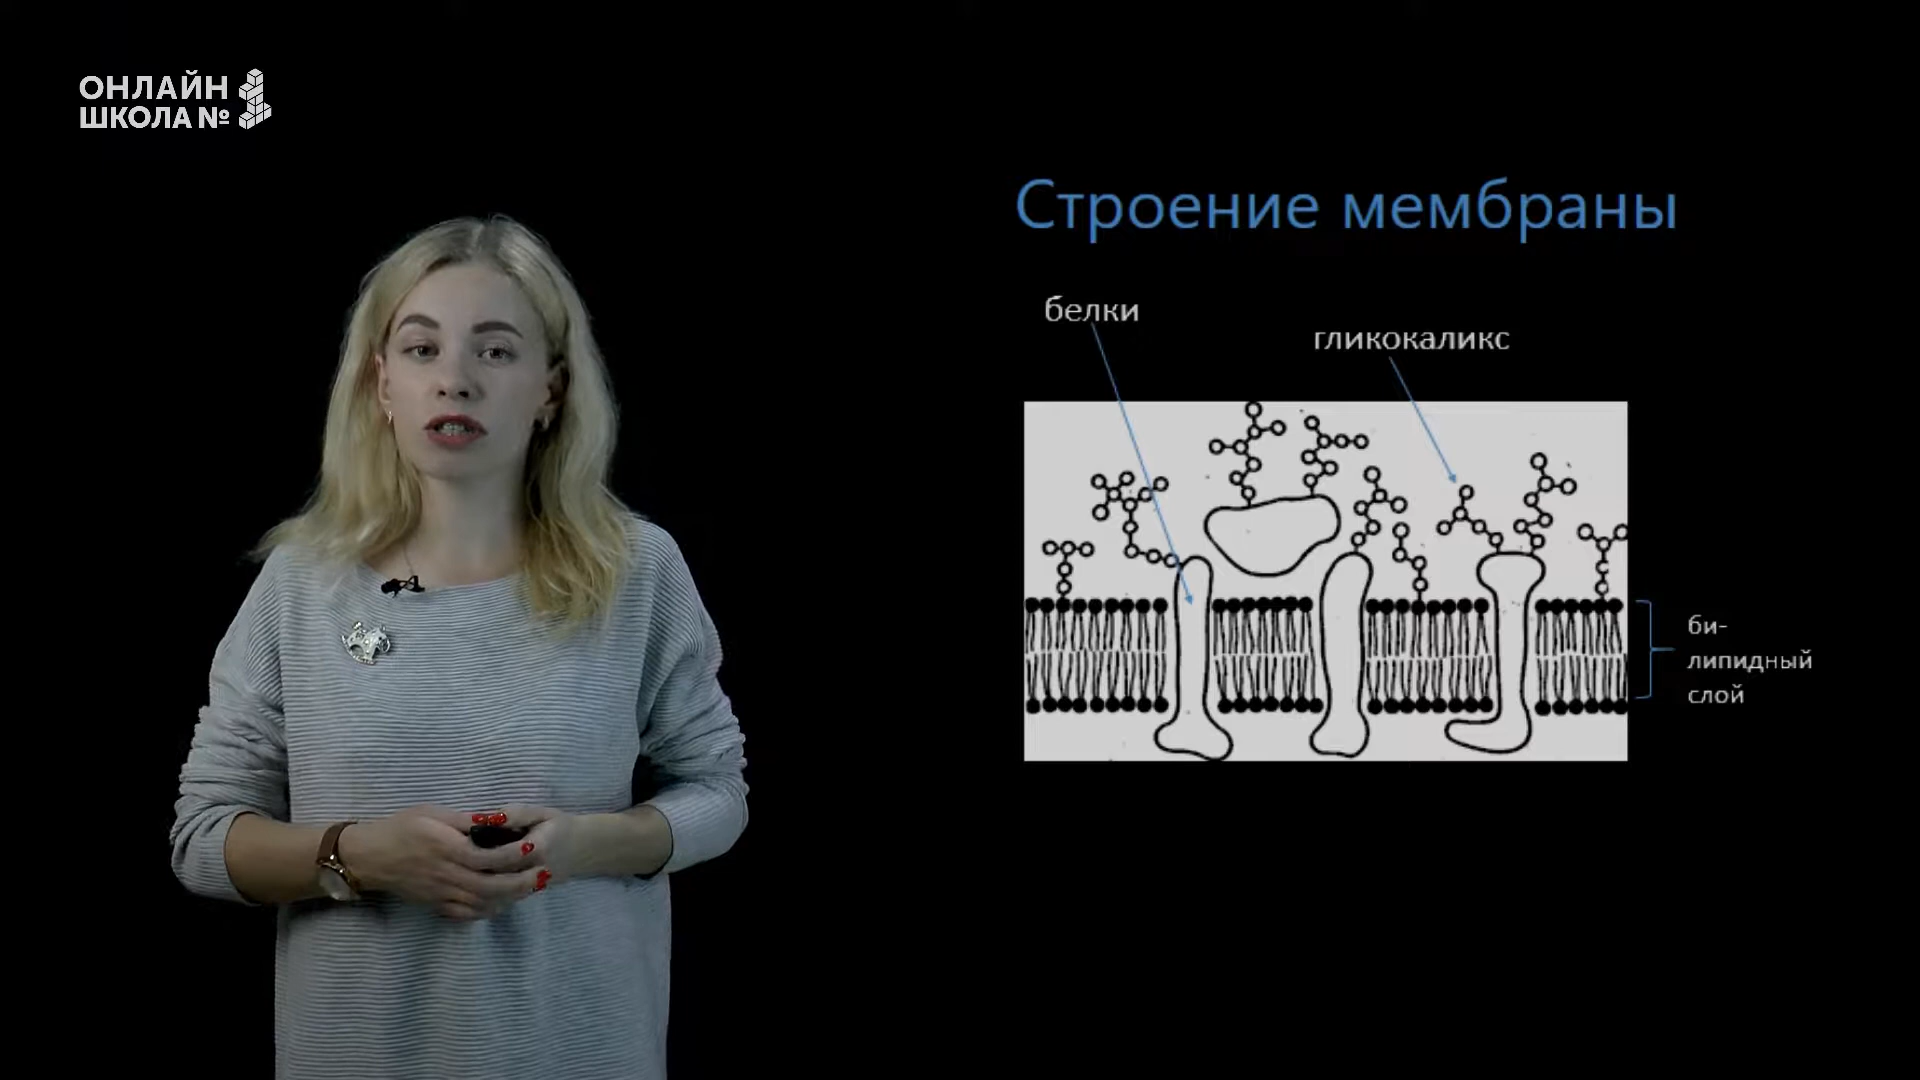 ОНЛАЙН
ШКОЛА №
Строение мембраны
белки
гликокаликс
би-
липидный
слой